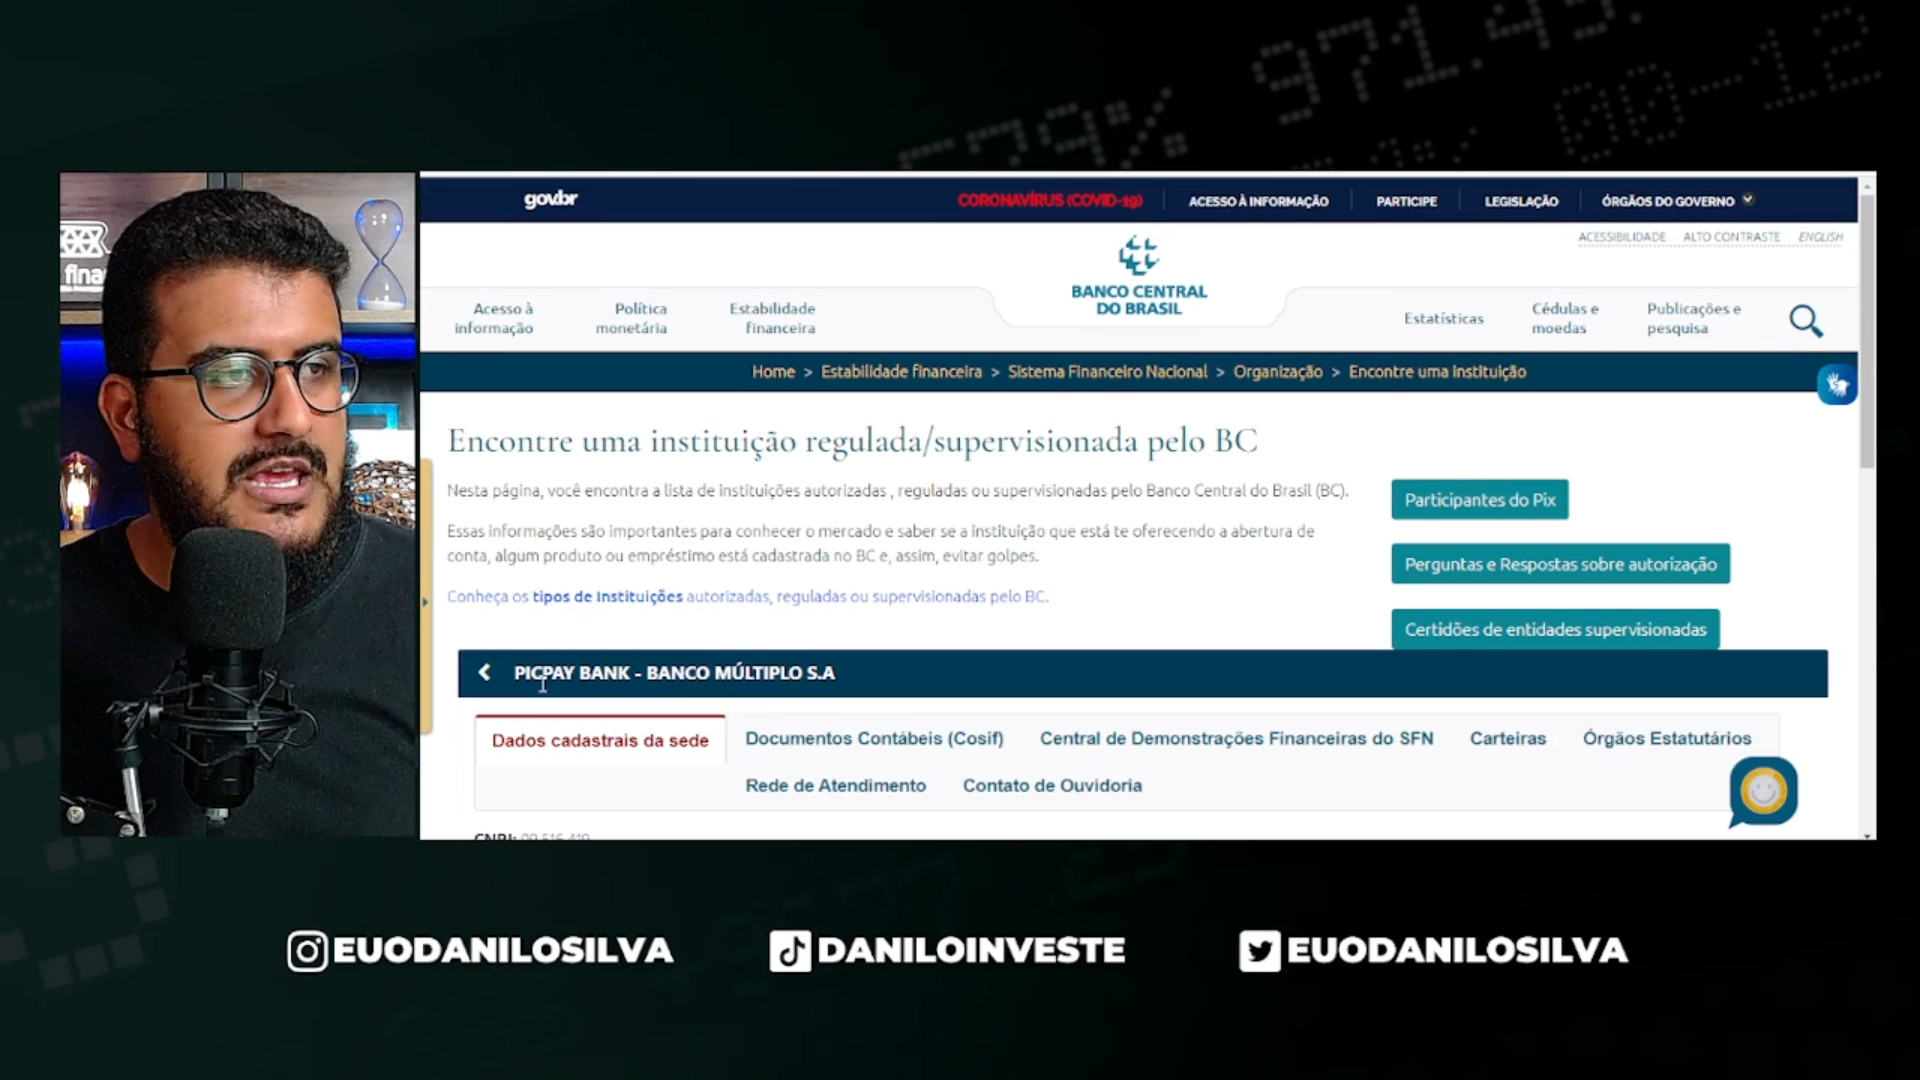 gov.br
CORONAVÍRUS (COVID-19)
ACESSO À INFORMAÇÃO
PARTICIPE
LEGISLAÇÃO
ÓRGÃOS DO GOVERNO
ACESSIBILIDADE
ALTO CONTRASTE
ENGLISH
BANCO CENTRAL
DO BRASIL
Acesso à
informação
Política
monetária
Estabilidade
financeira
Estatísticas
Cédulas e
moedas
Publicações e
pesquisa
Home > Estabilidade financeira > Sistema Financeiro Nacional > Organização > Encontre uma instituição
Encontre uma instituição regulada/supervisionada pelo BC
Nesta página, você encontra a lista de instituições autorizadas , reguladas ou supervisionadas pelo Banco Central do Brasil (BC).
Essas informações são importantes para conhecer o mercado e saber se a instituição que está te oferecendo a abertura de
conta, algum produto ou empréstimo está cadastrada no BC e, assim, evitar golpes.
Conheça os tipos de instituições autorizadas, reguladas ou supervisionadas pelo BC.
Participantes do Pix
Perguntas e Respostas sobre autorização
Certidões de entidades supervisionadas
PICPAY BANK - BANCO MÚLTIPLO S.A
Dados cadastrais da sede
Documentos Contábeis (Cosif)
Central de Demonstrações Financeiras do SFN
Carteiras
Órgãos Estatutários
Rede de Atendimento
Contato de Ouvidoria
CNPJ: 09.516.419
fina
EUODANILOSILVA
DANILOINVESTE
EUODANILOSILVA